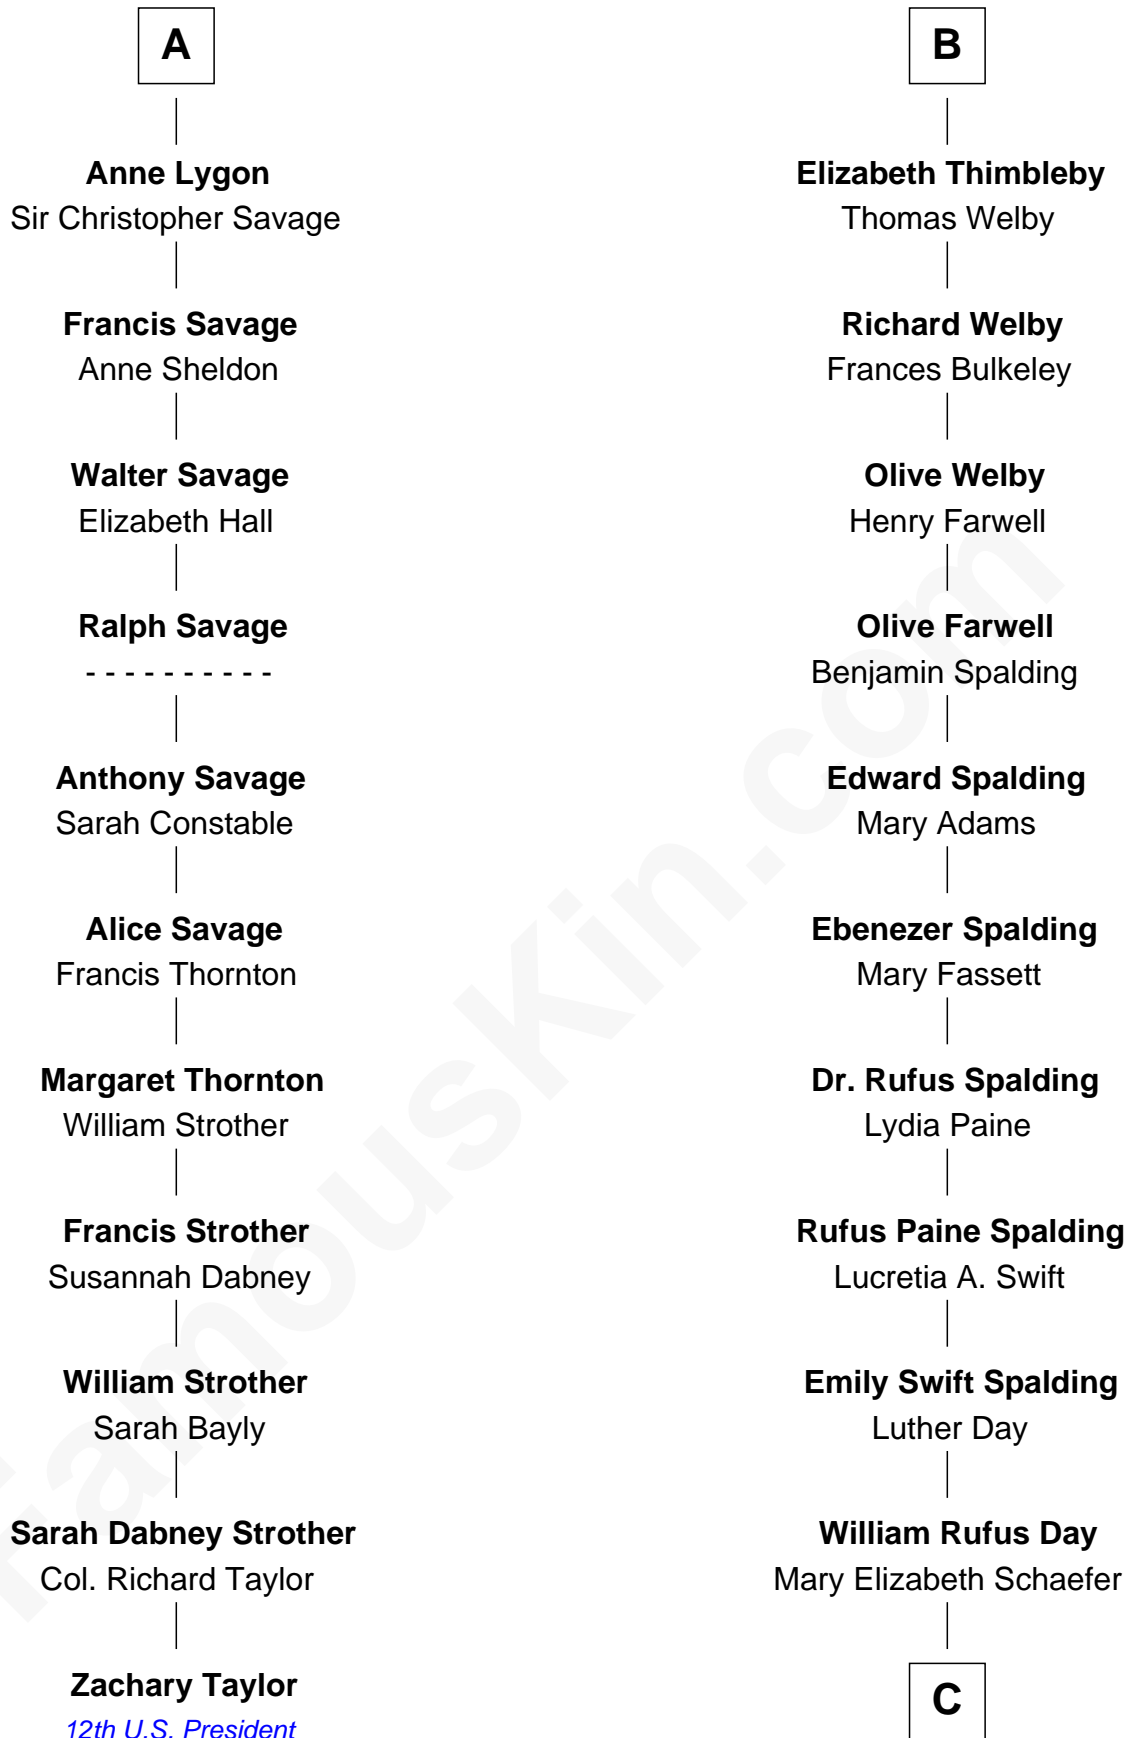 A
Anne Lygon
Sir Christopher Savage
Francis Savage
Anne Sheldon
Walter Savage
Elizabeth Hall
Ralph Savage
- - - - - - - - - -
Anthony Savage
Sarah Constable
Alice Savage
Francis Thornton
Margaret Thornton
William Strother
Francis Strother
Susannah Dabney
William Strother
Sarah Bayly
Sarah Dabney Strother
Col. Richard Taylor
Zachary Taylor
12th U.S. President
B
Elizabeth Thimbleby
Thomas Welby
Richard Welby
Frances Bulkeley
Olive Welby
Henry Farwell
Olive Farwell
Benjamin Spalding
Edward Spalding
Mary Adams
Ebenezer Spalding
Mary Fassett
Dr. Rufus Spalding
Lydia Paine
Rufus Paine Spalding
Lucretia A. Swift
Emily Swift Spalding
Luther Day
William Rufus Day
Mary Elizabeth Schaefer
C
FamousKin.com